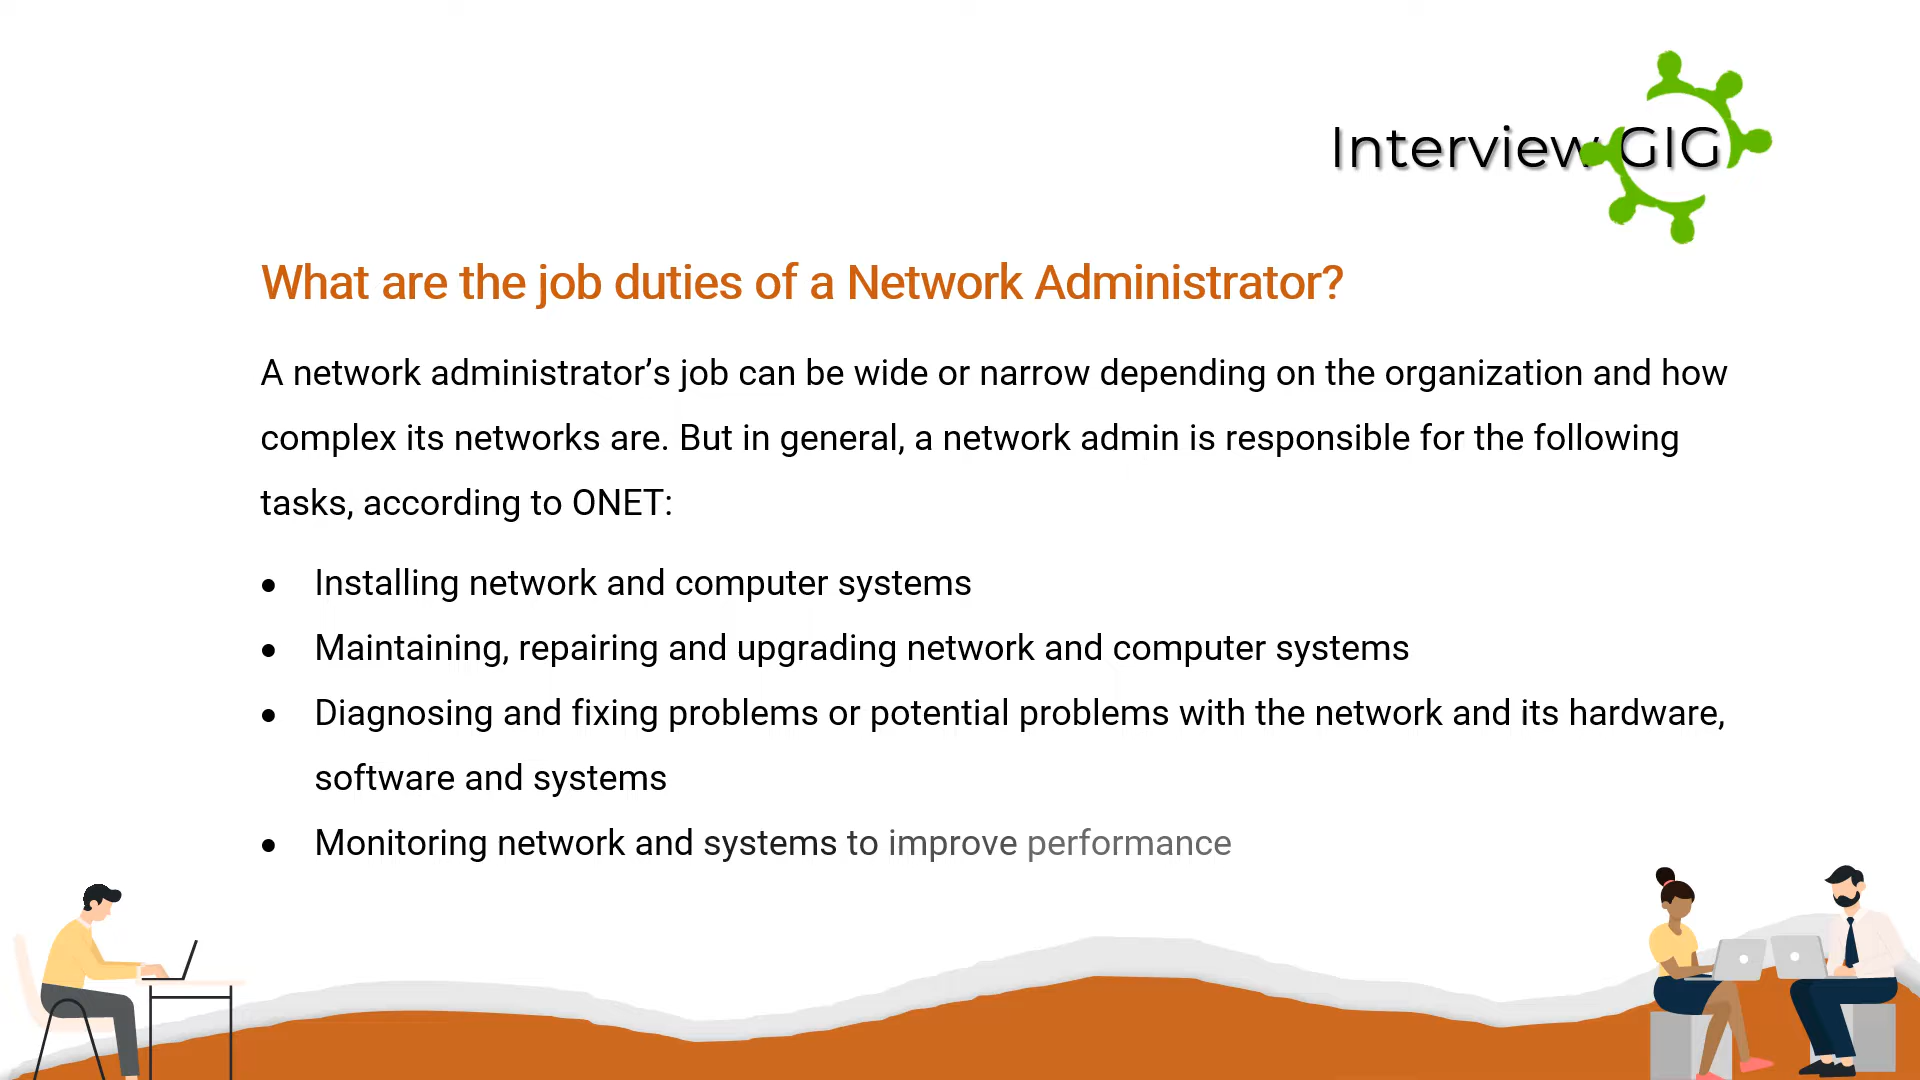 Interview GIG
What are the job duties of a Network Administrator?
A network administrator’s job can be wide or narrow depending on the organization and how
complex its networks are. But in general, a network admin is responsible for the following
tasks, according to ONET:
• Installing network and computer systems
• Maintaining, repairing and upgrading network and computer systems
• Diagnosing and fixing problems or potential problems with the network and its hardware,
software and systems
• Monitoring network and systems to improve performance